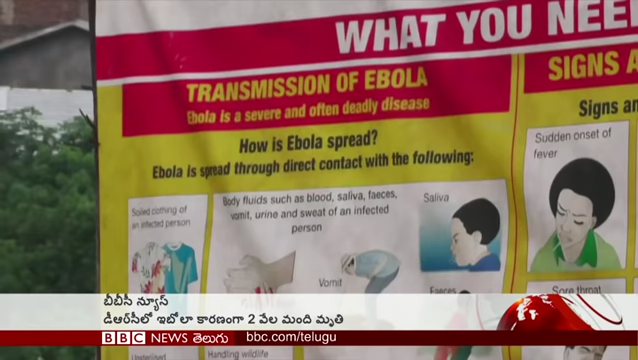 WHAT YOU NEE
TRANSMISSION OF EBOLA
Ebola is a severe and often deadly disease
SIGNS A
How is Ebola spread?
Ebola is spread through direct contact with the following:
Signs an
Sudden onset of
fever
Soiled clothing of
an infected person
Body fluids such as blood, saliva, faeces,
vomit, urine and sweat of an infected
person
Saliva
Vomit
Faeces
Sore throat
బీబీసీ న్యూస్
డీఆర్‌సీలో ఇబోలా కారణంగా 2 వేల మంది మృతి
BBC NEWS తెలుగు bbc.com/telugu
Unsterilised
Handling wildlife